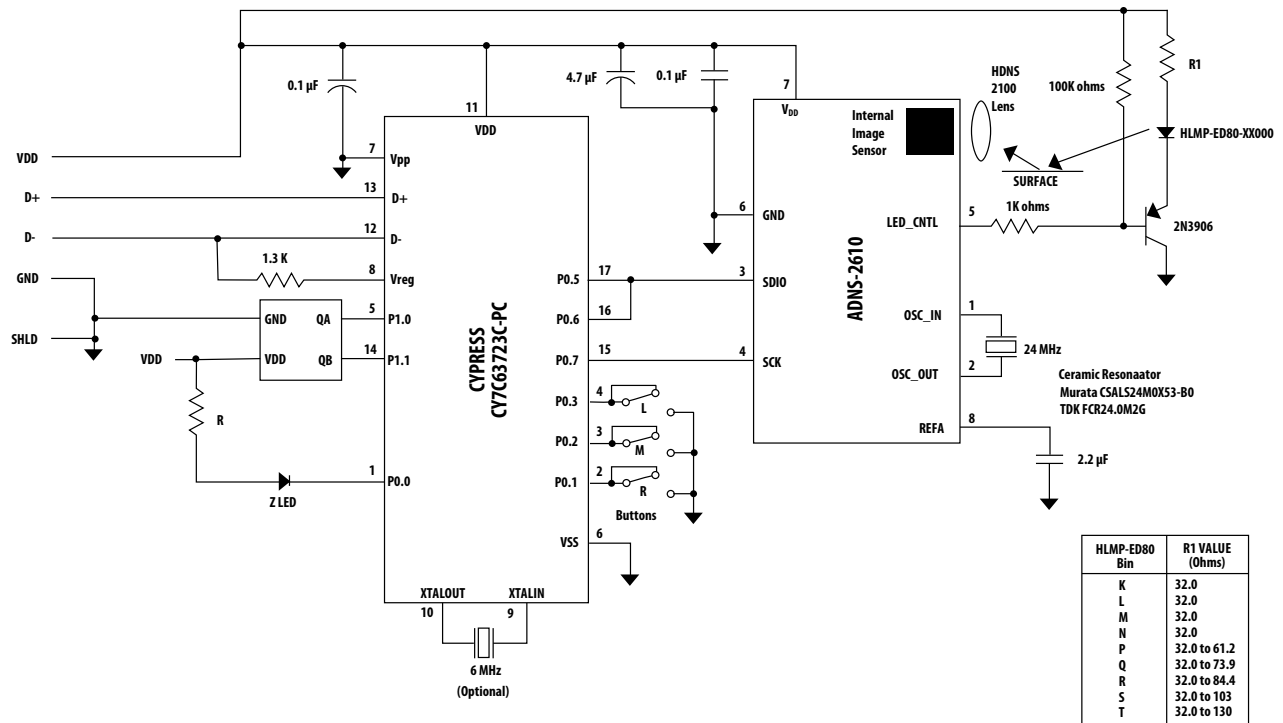 VDD
D+
D-
GND
SHLD
0.1 µF
4.7 µF
0.1 µF
11
VDD
7
Vpp
13
D+
12
D-
1.3 K
8
Vreg
GND
QA
5
P1.0
VDD
VDD
QB
14
P1.1
R
Z LED
1
P0.0
CYPRESS
CY7C63723C-PC
P0.5
17
P0.6
16
P0.7
15
P0.3
4
L
P0.2
3
M
P0.1
2
R
Buttons
VSS
6
XTALOUT
XTALIN
10
9
6 MHz
(Optional)
7
VDD
Internal
Image
Sensor
HDNS
2100
Lens
6
GND
3
SDIO
4
SCK
ADNS-2610
LED_CNTL
5
1K ohms
OSC_IN
1
24 MHz
OSC_OUT
2
REFA
8
2.2 µF
Ceramic Resonaator
Murata CSALS24M0X53-B0
TDK FCR24.0M2G
SURFACE
100K ohms
R1
HLMP-ED80-XX000
2N3906
HLMP-ED80 Bin R1 VALUE (Ohms)
K 32.0
L 32.0
M 32.0
N 32.0
P 32.0 to 61.2
Q 32.0 to 73.9
R 32.0 to 84.4
S 32.0 to 103
T 32.0 to 130